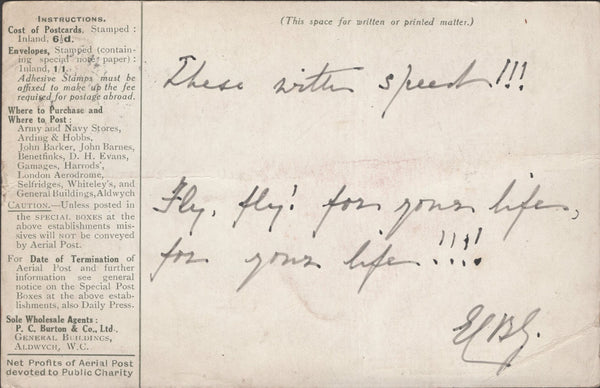 INSTRUCTIONS.
Cost of Postcards. Stamped :
Inland, 6½d.
Envelopes, Stamped (contain-
ing special note paper) :
Inland, 1/1.
Adhesive Stamps must be
affixed to make up the fee
required for postage abroad.
Where to Purchase and
Where to Post :
Army and Navy Stores,
Arding & Hobbs,
John Barker, John Barnes,
Benetfinks, D. H. Evans,
Gamages, Harrods',
London Aerodrome,
Selfridges, Whiteley's, and
General Buildings, Aldwych
CAUTION.—Unless posted in
the SPECIAL BOXES at the
above establishments mis-
sives will NOT be conveyed
by Aerial Post.
For Date of Termination of
Aerial Post and further
information see general
notice on the Special Post
Boxes at the above estab-
lishments, also Daily Press.
Sole Wholesale Agents :
P. C. Burton & Co., Ltd.
GENERAL BUILDINGS,
ALDWYCH, W.C.
Net Profits of Aerial Post
devoted to Public Charity
(This space for written or printed matter.)
These with speed!!!
Fly, fly! for your life,
for your life!!!!